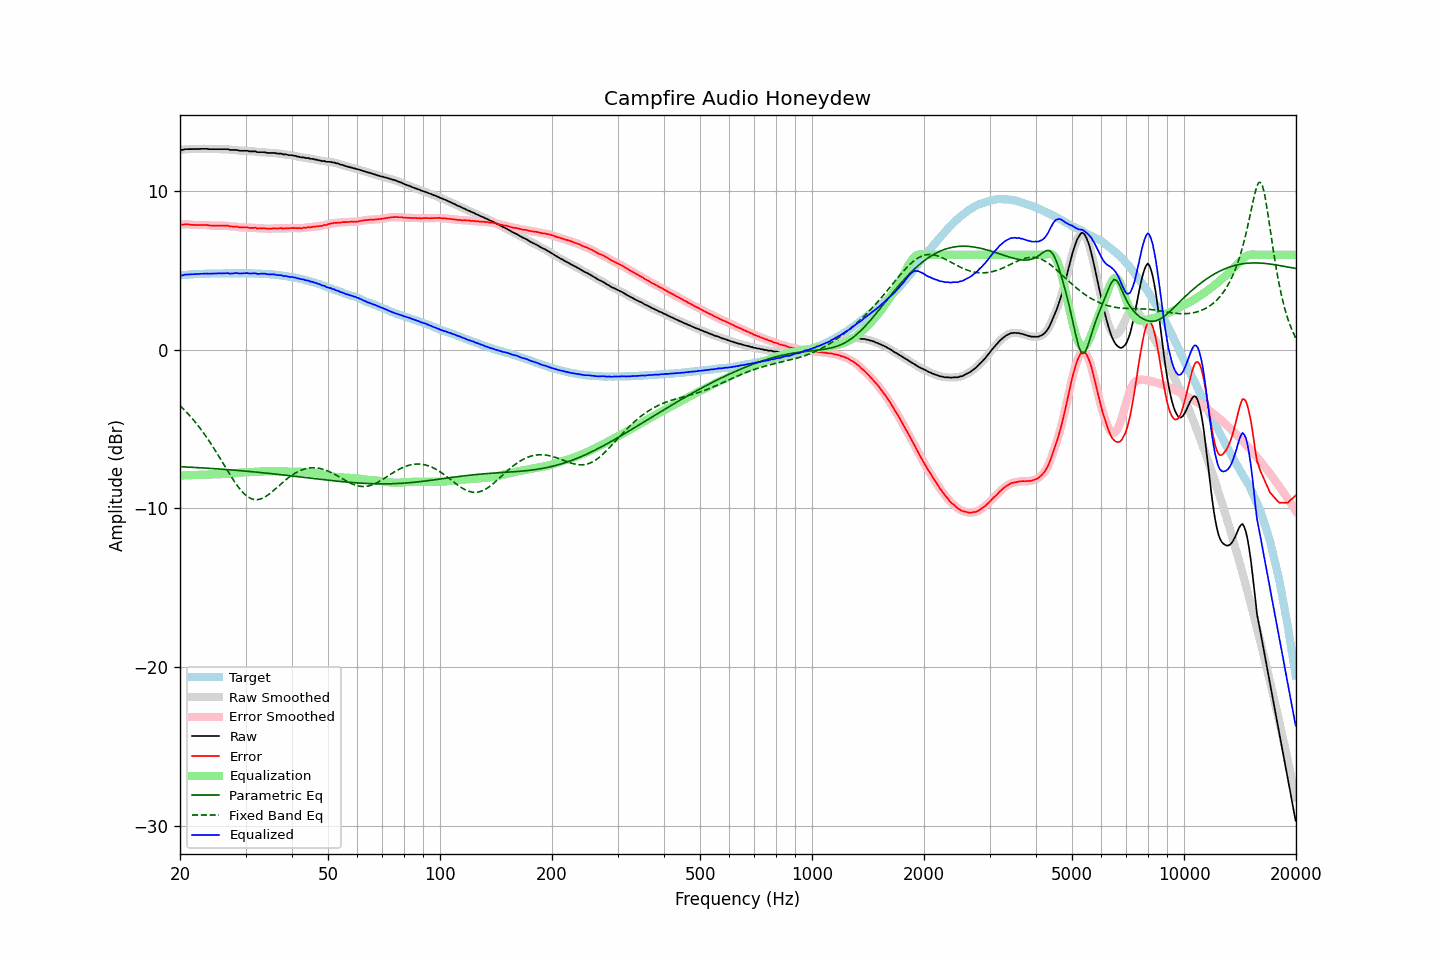 Campfire Audio Honeydew
Amplitude (dBr)
10
0
−10
−20
−30
Target
Raw Smoothed
Error Smoothed
Raw
Error
Equalization
Parametric Eq
Fixed Band Eq
Equalized
20 50 100 200 500 1000 2000 5000 10000 20000
Frequency (Hz)